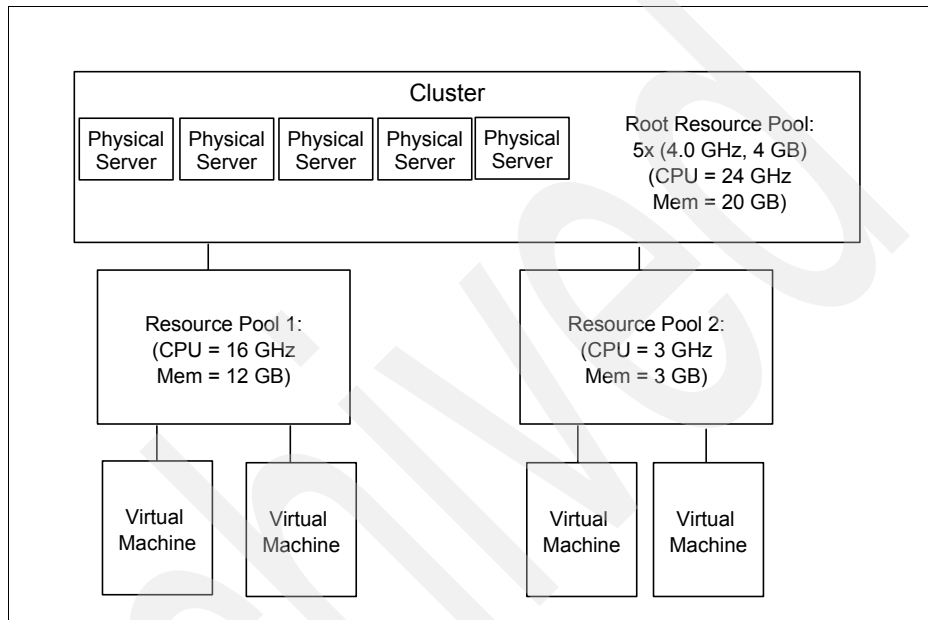 Cluster
Physical Server
Physical Server
Physical Server
Physical Server
Physical Server
Root Resource Pool:
5x (4.0 GHz, 4 GB)
(CPU = 24 GHz
Mem = 20 GB)
Resource Pool 1:
(CPU = 16 GHz
Mem = 12 GB)
Resource Pool 2:
(CPU = 3 GHz
Mem = 3 GB)
Virtual
Machine
Virtual
Machine
Virtual
Machine
Virtual
Machine
hived